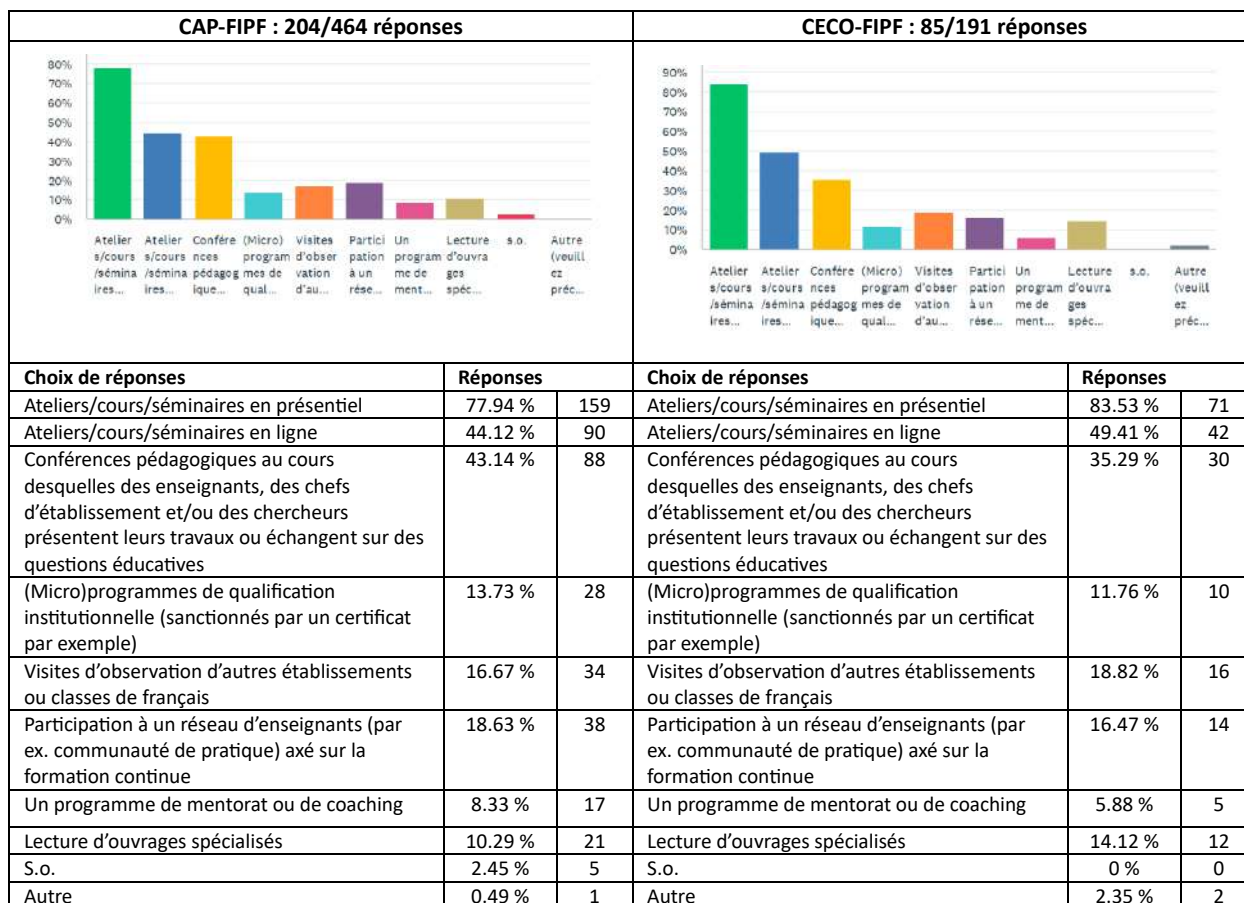 CAP-FIPF : 204/464 réponses
CECO-FIPF : 85/191 réponses
80%
70%
60%
50%
40%
30%
20%
10%
0%
Atelier Atelier Confére (Micro) Visites Partici Un Lecture s.o. Autre
s/cours s/cours nces program d'obser pation program d'ouvra (veuill
/sémina /sémina pédagog mes de vation à un me de ges ez
ires... ires... ique... qual... d'au... rése... ment... spéc... préc...
90%
80%
70%
60%
50%
40%
30%
20%
10%
0%
Atelier Atelier Confére (Micro) Visites Partici Un Lecture s.o. Autre
s/cours s/cours nces program d'obser pation program d'ouvra (veuill
/sémina /sémina pédagog mes de vation à un me de ges ez
ires... ires... ique... qual... d'au... rése... ment... spéc... préc...
Choix de réponses Réponses Choix de réponses Réponses
Ateliers/cours/séminaires en présentiel 77.94 % 159 Ateliers/cours/séminaires en présentiel 83.53 % 71
Ateliers/cours/séminaires en ligne 44.12 % 90 Ateliers/cours/séminaires en ligne 49.41 % 42
Conférences pédagogiques au cours 43.14 % 88 Conférences pédagogiques au cours 35.29 % 30
desquelles des enseignants, des chefs desquelles des enseignants, des chefs
d'établissement et/ou des chercheurs d'établissement et/ou des chercheurs
présentent leurs travaux ou échangent sur des présentent leurs travaux ou échangent sur des
questions éducatives questions éducatives
(Micro)programmes de qualification 13.73 % 28 (Micro)programmes de qualification 11.76 % 10
institutionnelle (sanctionnés par un certificat institutionnelle (sanctionnés par un certificat
par exemple) par exemple)
Visites d'observation d'autres établissements 16.67 % 34 Visites d'observation d'autres établissements 18.82 % 16
ou classes de français ou classes de français
Participation à un réseau d'enseignants (par 18.63 % 38 Participation à un réseau d'enseignants (par 16.47 % 14
ex. communauté de pratique) axé sur la ex. communauté de pratique) axé sur la
formation continue formation continue
Un programme de mentorat ou de coaching 8.33 % 17 Un programme de mentorat ou de coaching 5.88 % 5
Lecture d'ouvrages spécialisés 10.29 % 21 Lecture d'ouvrages spécialisés 14.12 % 12
S.o. 2.45 % 5 S.o. 0 % 0
Autre 0.49 % 1 Autre 2.35 % 2